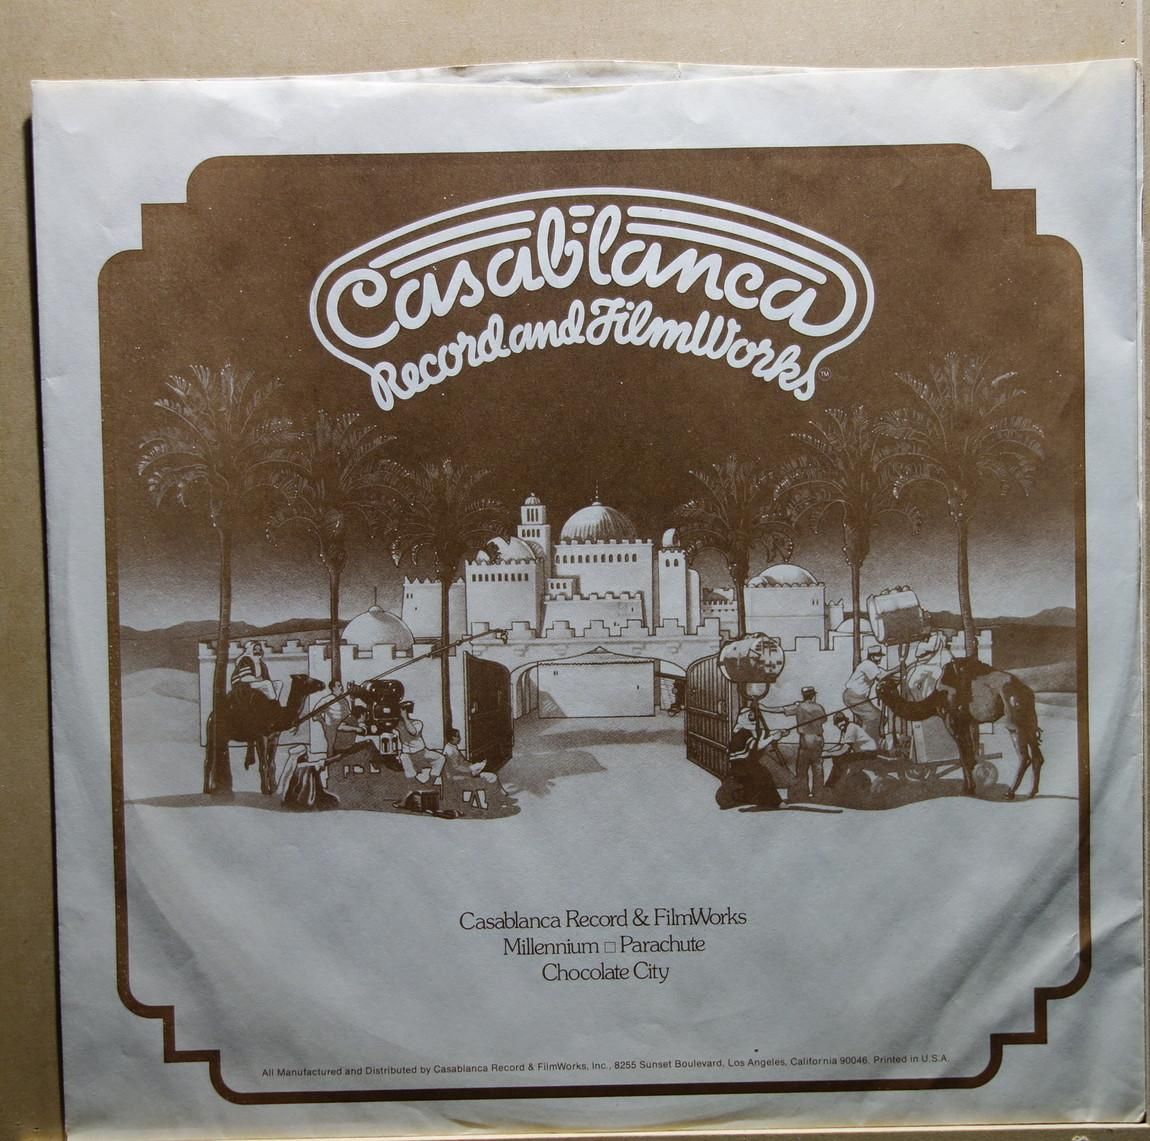 Casablanca
Record and FilmWorks™
Casablanca Record & FilmWorks
Millennium □ Parachute
Chocolate City
All Manufactured and Distributed by Casablanca Record & FilmWorks, Inc., 8255 Sunset Boulevard, Los Angeles, California 90046. Printed in U.S.A.